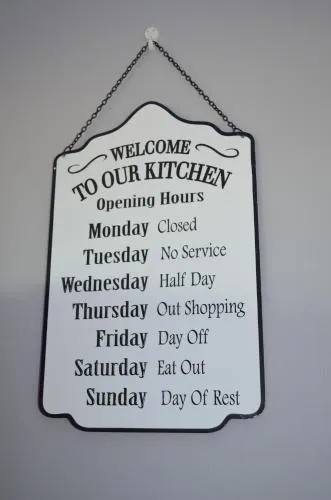 WELCOME
TO OUR KITCHEN
Opening Hours
Monday Closed
Tuesday No Service
Wednesday Half Day
Thursday Out Shopping
Friday Day Off
Saturday Eat Out
Sunday Day Of Rest